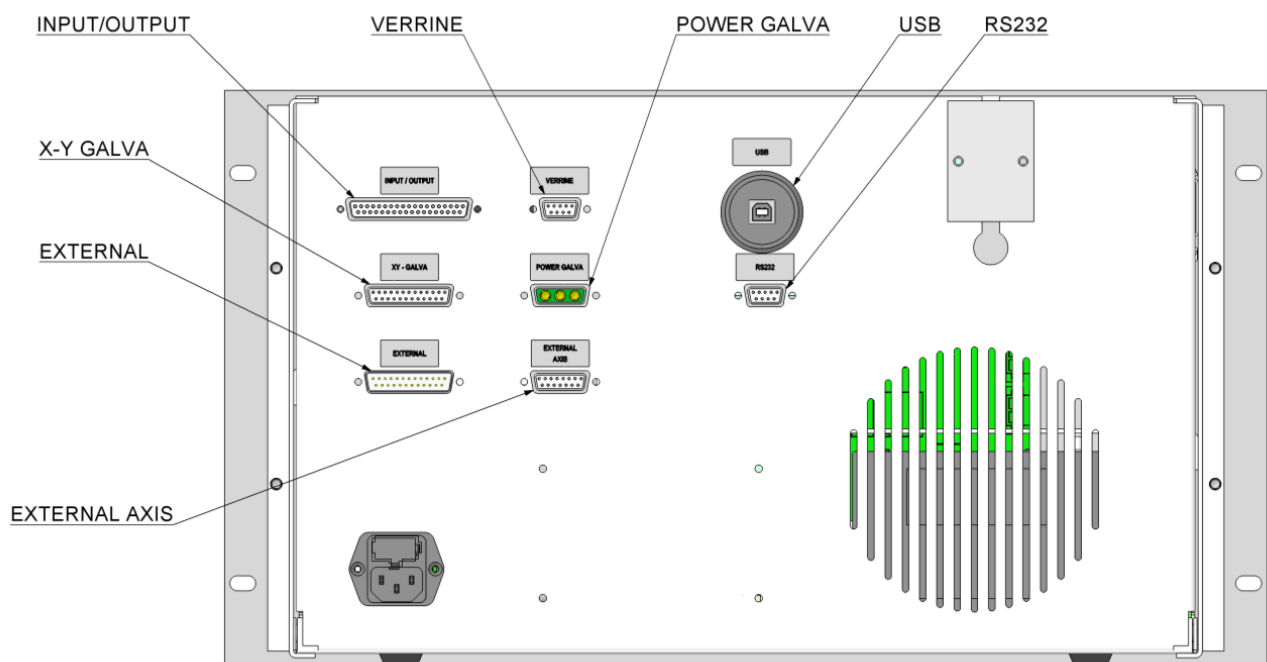 INPUT/OUTPUT
VERRINE
POWER GALVA
USB
RS232
X-Y GALVA
USB
INPUT / OUTPUT
VERRINE
EXTERNAL
XY - GALVA
POWER GALVA
RS232
EXTERNAL
EXTERNAL
AXIS
EXTERNAL AXIS